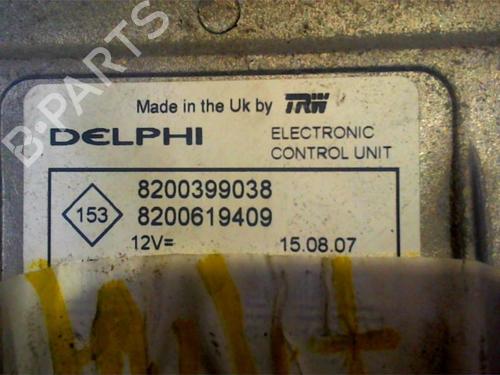 B-PARTS
Made in the Uk by TRW
DELPHI
ELECTRONIC
CONTROL UNIT
153
8200399038
8200619409
12V=
15.08.07